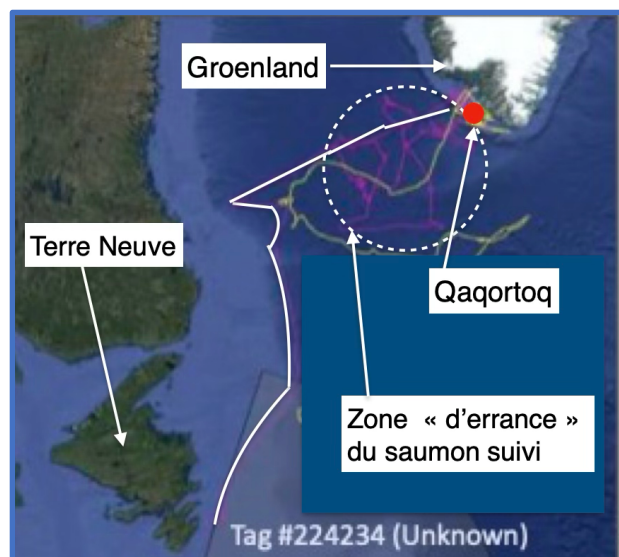 Groenland
Terre Neuve
Qaqortoq
Zone « d'errance »
du saumon suivi
Tag #224234 (Unknown)